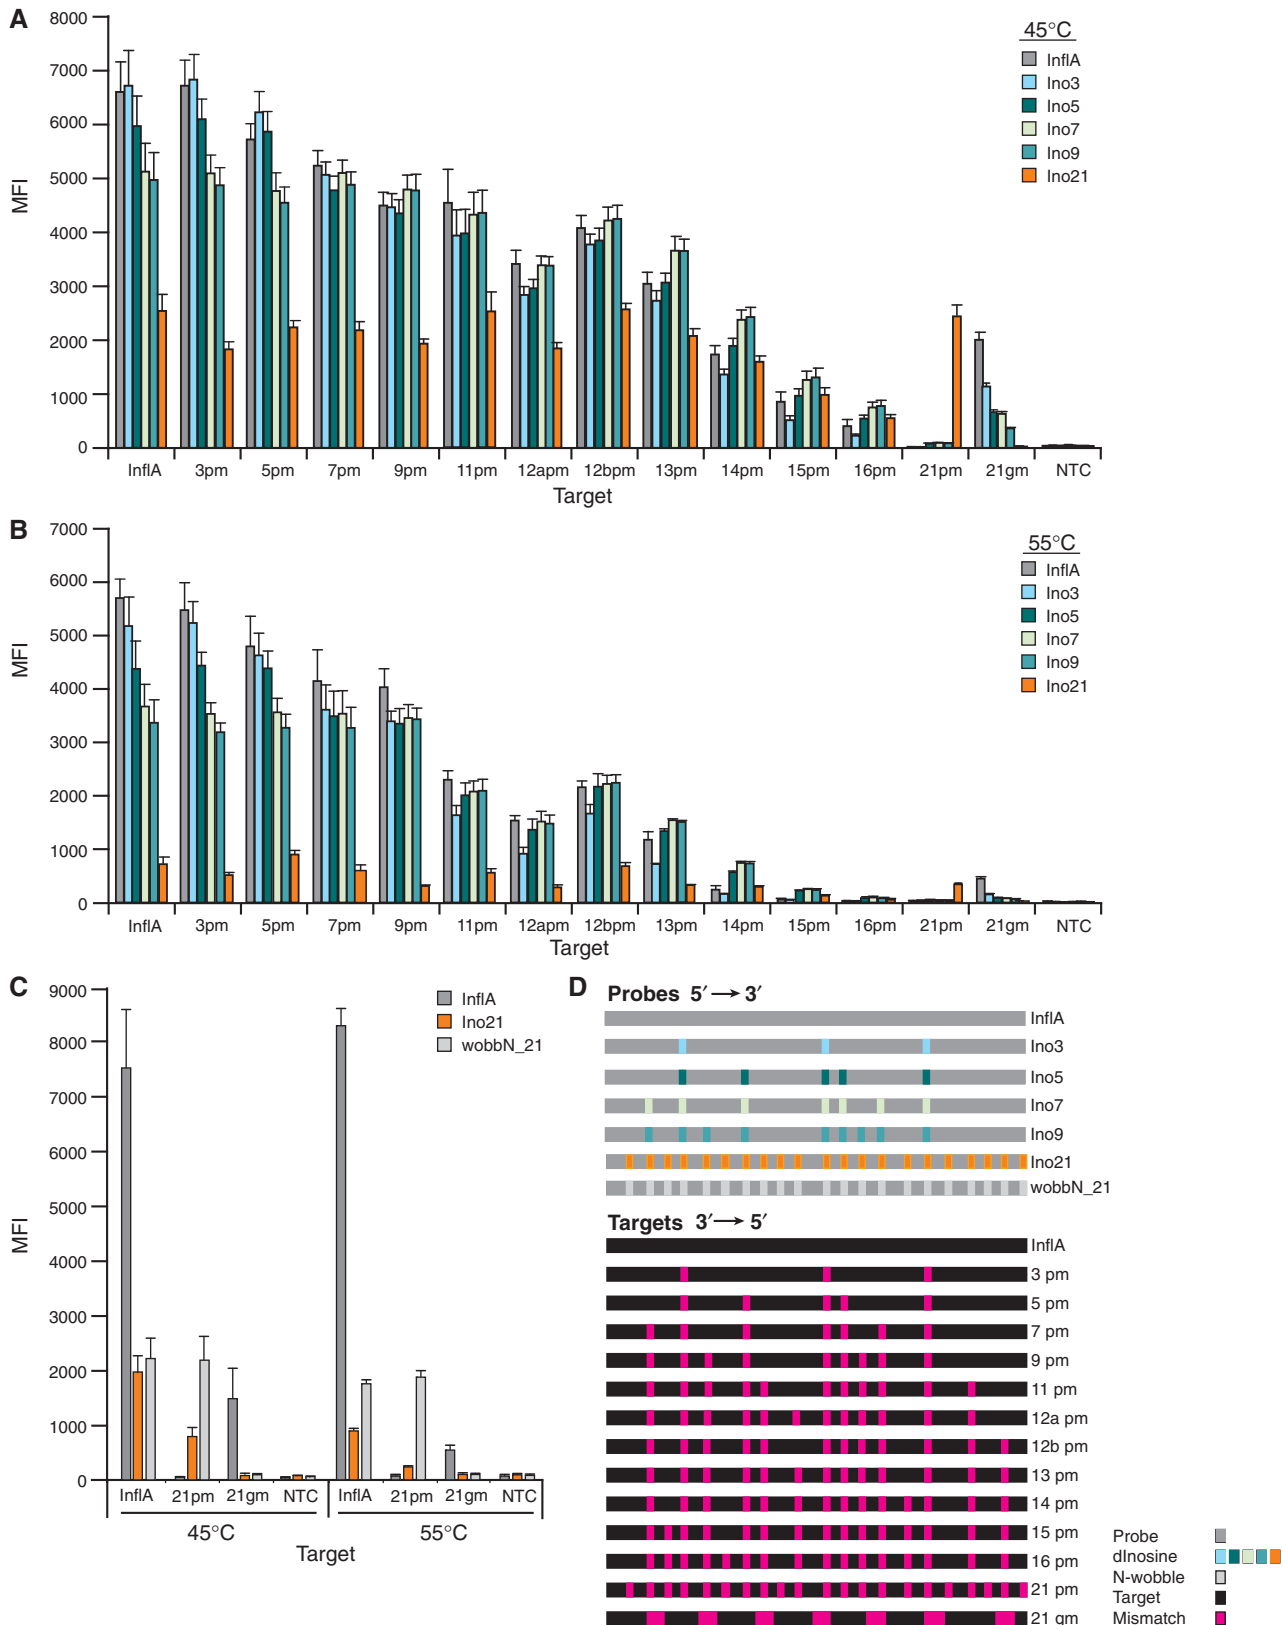 A
8000
7000
6000
5000
4000
3000
2000
1000
0
MFI
45°C
InflA
Ino3
Ino5
Ino7
Ino9
Ino21
InflA 3pm 5pm 7pm 9pm 11pm 12apm 12bpm 13pm 14pm 15pm 16pm 21pm 21gm NTC
Target
B
7000
6000
5000
4000
3000
2000
1000
0
MFI
55°C
InflA
Ino3
Ino5
Ino7
Ino9
Ino21
InflA 3pm 5pm 7pm 9pm 11pm 12apm 12bpm 13pm 14pm 15pm 16pm 21pm 21gm NTC
Target
C
9000
8000
7000
6000
5000
4000
3000
2000
1000
0
MFI
InflA
Ino21
wobbN_21
InflA 21pm 21gm NTC InflA 21pm 21gm NTC
45°C 55°C
Target
D
Probes 5′ → 3′
InflA
Ino3
Ino5
Ino7
Ino9
Ino21
wobbN_21
Targets 3′ → 5′
InflA
3 pm
5 pm
7 pm
9 pm
11 pm
12a pm
12b pm
13 pm
14 pm
15 pm
16 pm
21 pm
21 gm
Probe
dInosine
N-wobble
Target
Mismatch